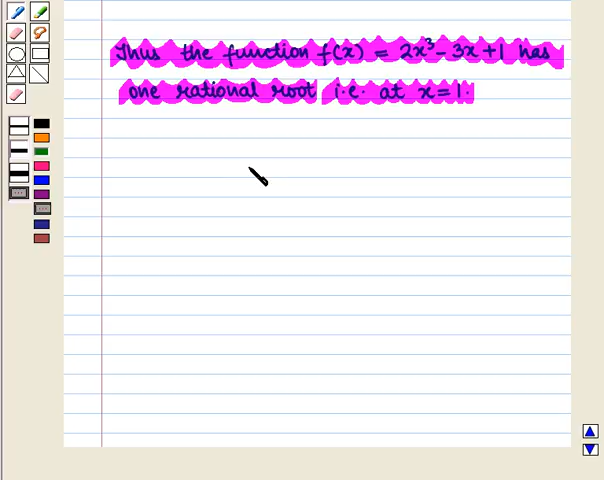 Thus the function f(x) = 2x³ - 3x + 1 has
one rational root i.e. at x = 1.